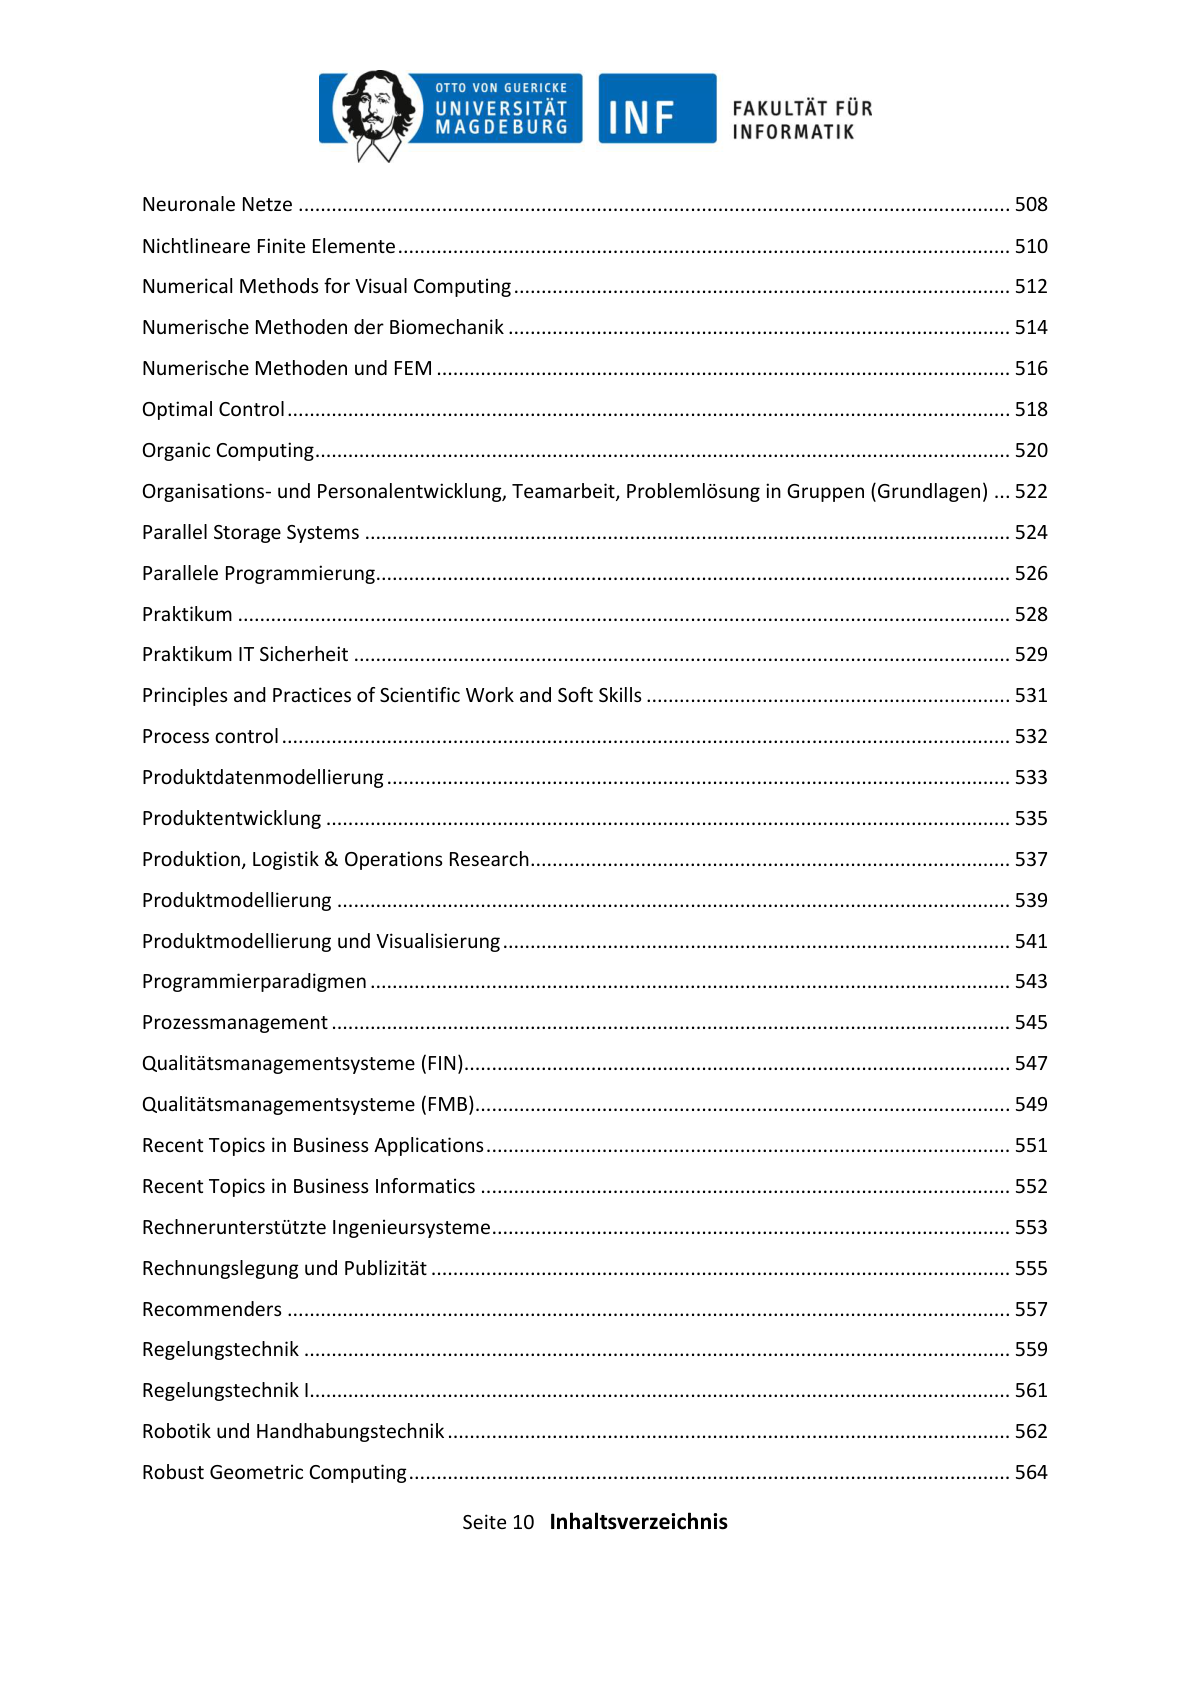 OTTO VON GUERICKE
UNIVERSITÄT
MAGDEBURG
INF
FAKULTÄT FÜR
INFORMATIK
Neuronale Netze ........ 508
Nichtlineare Finite Elemente ........ 510
Numerical Methods for Visual Computing ........ 512
Numerische Methoden der Biomechanik ........ 514
Numerische Methoden und FEM ........ 516
Optimal Control ........ 518
Organic Computing ........ 520
Organisations- und Personalentwicklung, Teamarbeit, Problemlösung in Gruppen (Grundlagen) ... 522
Parallel Storage Systems ........ 524
Parallele Programmierung ........ 526
Praktikum ........ 528
Praktikum IT Sicherheit ........ 529
Principles and Practices of Scientific Work and Soft Skills ........ 531
Process control ........ 532
Produktdatenmodellierung ........ 533
Produktentwicklung ........ 535
Produktion, Logistik & Operations Research ........ 537
Produktmodellierung ........ 539
Produktmodellierung und Visualisierung ........ 541
Programmierparadigmen ........ 543
Prozessmanagement ........ 545
Qualitätsmanagementsysteme (FIN) ........ 547
Qualitätsmanagementsysteme (FMB) ........ 549
Recent Topics in Business Applications ........ 551
Recent Topics in Business Informatics ........ 552
Rechnerunterstützte Ingenieursysteme ........ 553
Rechnungslegung und Publizität ........ 555
Recommenders ........ 557
Regelungstechnik ........ 559
Regelungstechnik I ........ 561
Robotik und Handhabungstechnik ........ 562
Robust Geometric Computing ........ 564
Seite 10 Inhaltsverzeichnis